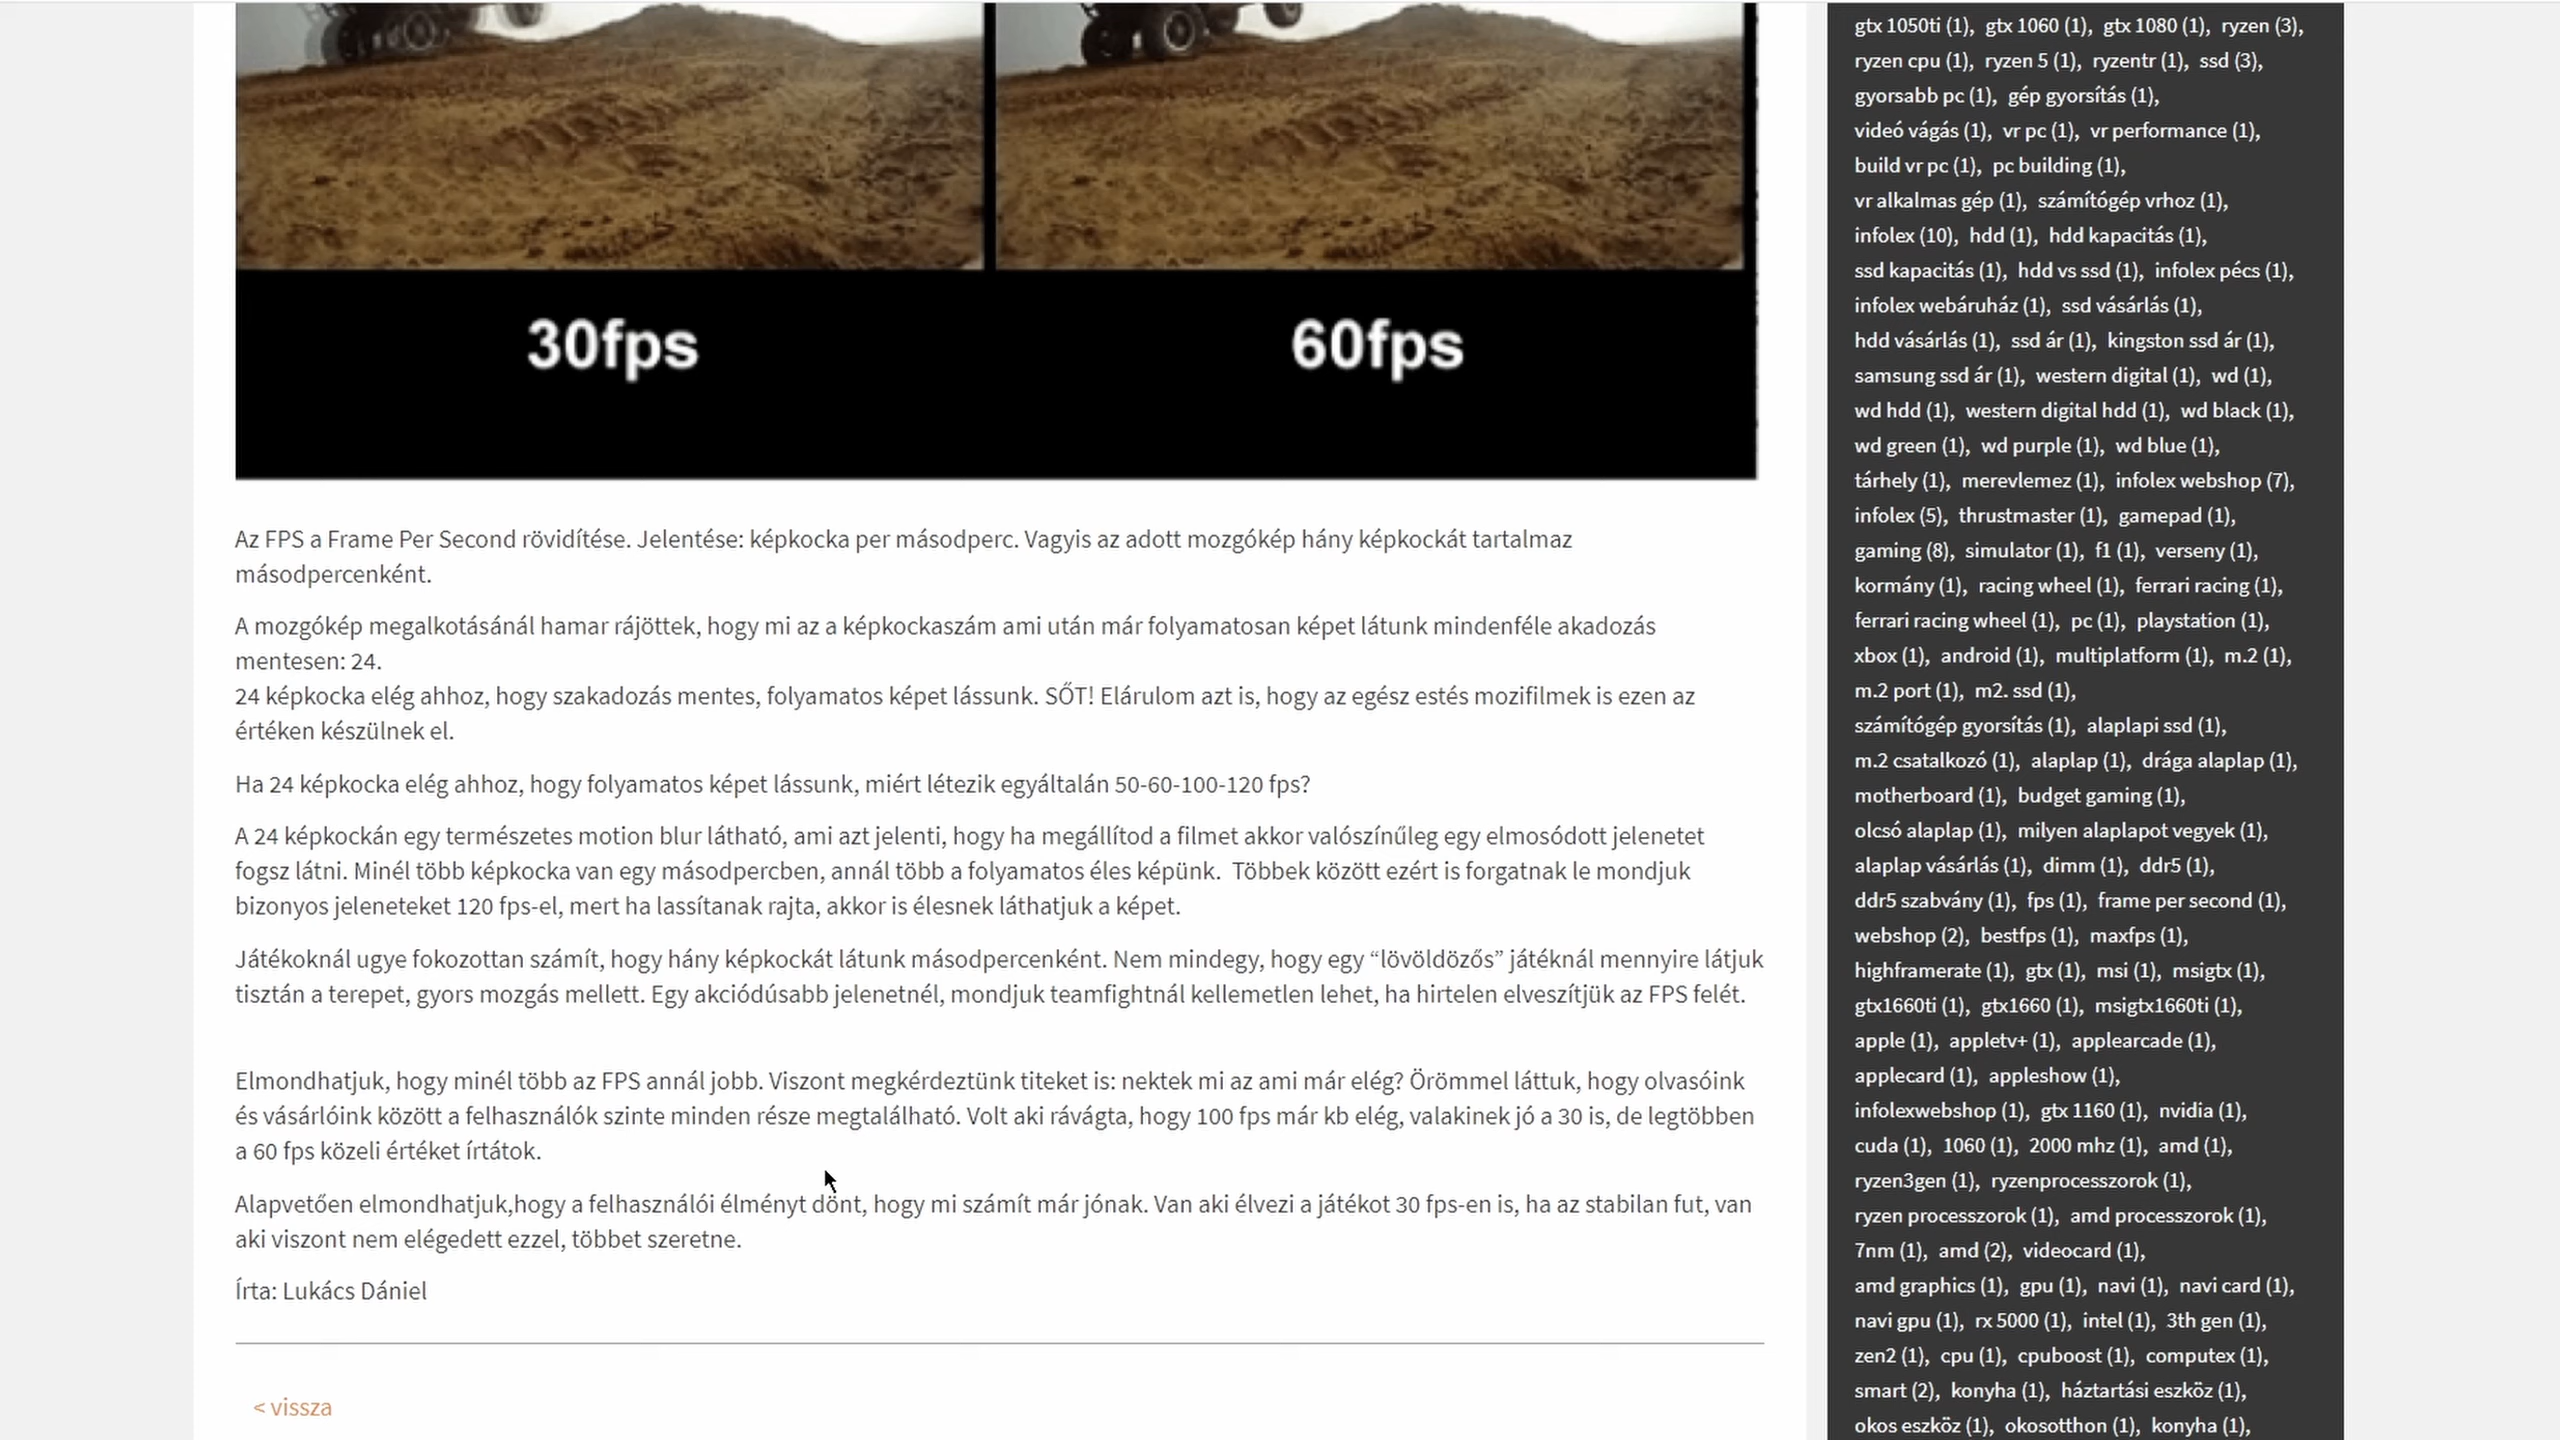 30fps
60fps
Az FPS a Frame Per Second rövidítése. Jelentése: képkocka per másodperc. Vagyis az adott mozgókép hány képkockát tartalmaz
másodpercenként.
A mozgókép megalkotásánál hamar rájöttek, hogy mi az a képkockaszám ami után már folyamatosan képet látunk mindenféle akadozás
mentesen: 24.
24 képkocka elég ahhoz, hogy szakadozás mentes, folyamatos képet lássunk. SŐT! Elárulom azt is, hogy az egész estés mozifilmek is ezen az
értéken készülnek el.
Ha 24 képkocka elég ahhoz, hogy folyamatos képet lássunk, miért létezik egyáltalán 50-60-100-120 fps?
A 24 képkockán egy természetes motion blur látható, ami azt jelenti, hogy ha megállítod a filmet akkor valószínűleg egy elmosódott jelenetet
fogsz látni. Minél több képkocka van egy másodpercben, annál több a folyamatos éles képünk.  Többek között ezért is forgatnak le mondjuk
bizonyos jeleneteket 120 fps-el, mert ha lassítanak rajta, akkor is élesnek láthatjuk a képet.
Játékoknál ugye fokozottan számít, hogy hány képkockát látunk másodpercenként. Nem mindegy, hogy egy “lövöldözős” játéknál mennyire látjuk
tisztán a terepet, gyors mozgás mellett. Egy akciódúsabb jelenetnél, mondjuk teamfightnál kellemetlen lehet, ha hirtelen elveszítjük az FPS felét.
Elmondhatjuk, hogy minél több az FPS annál jobb. Viszont megkérdeztünk titeket is: nektek mi az ami már elég? Örömmel láttuk, hogy olvasóink
és vásárlóink között a felhasználók szinte minden része megtalálható. Volt aki rávágta, hogy 100 fps már kb elég, valakinek jó a 30 is, de legtöbben
a 60 fps közeli értéket írtátok.
Alapvetően elmondhatjuk,hogy a felhasználói élményt dönt, hogy mi számít már jónak. Van aki élvezi a játékot 30 fps-en is, ha az stabilan fut, van
aki viszont nem elégedett ezzel, többet szeretne.
Írta: Lukács Dániel
< vissza
gtx 1050ti (1), gtx 1060 (1), gtx 1080 (1), ryzen (3),
ryzen cpu (1), ryzen 5 (1), ryzentr (1), ssd (3),
gyorsabb pc (1), gép gyorsítás (1),
videó vágás (1), vr pc (1), vr performance (1),
build vr pc (1), pc building (1),
vr alkalmas gép (1), számítógép vrhoz (1),
infolex (10), hdd (1), hdd kapacitás (1),
ssd kapacitás (1), hdd vs ssd (1), infolex pécs (1),
infolex webáruház (1), ssd vásárlás (1),
hdd vásárlás (1), ssd ár (1), kingston ssd ár (1),
samsung ssd ár (1), western digital (1), wd (1),
wd hdd (1), western digital hdd (1), wd black (1),
wd green (1), wd purple (1), wd blue (1),
tárhely (1), merevlemez (1), infolex webshop (7),
infolex (5), thrustmaster (1), gamepad (1),
gaming (8), simulator (1), f1 (1), verseny (1),
kormány (1), racing wheel (1), ferrari racing (1),
ferrari racing wheel (1), pc (1), playstation (1),
xbox (1), android (1), multiplatform (1), m.2 (1),
m.2 port (1), m2. ssd (1),
számítógép gyorsítás (1), alaplapi ssd (1),
m.2 csatalkozó (1), alaplap (1), drága alaplap (1),
motherboard (1), budget gaming (1),
olcsó alaplap (1), milyen alaplapot vegyek (1),
alaplap vásárlás (1), dimm (1), ddr5 (1),
ddr5 szabvány (1), fps (1), frame per second (1),
webshop (2), bestfps (1), maxfps (1),
highframerate (1), gtx (1), msi (1), msigtx (1),
gtx1660ti (1), gtx1660 (1), msigtx1660ti (1),
apple (1), appletv+ (1), applearcade (1),
applecard (1), appleshow (1),
infolexwebshop (1), gtx 1160 (1), nvidia (1),
cuda (1), 1060 (1), 2000 mhz (1), amd (1),
ryzen3gen (1), ryzenprocesszorok (1),
ryzen processzorok (1), amd processzorok (1),
7nm (1), amd (2), videocard (1),
amd graphics (1), gpu (1), navi (1), navi card (1),
navi gpu (1), rx 5000 (1), intel (1), 3th gen (1),
zen2 (1), cpu (1), cpuboost (1), computex (1),
smart (2), konyha (1), háztartási eszköz (1),
okos eszköz (1), okosotthon (1), konyha (1),